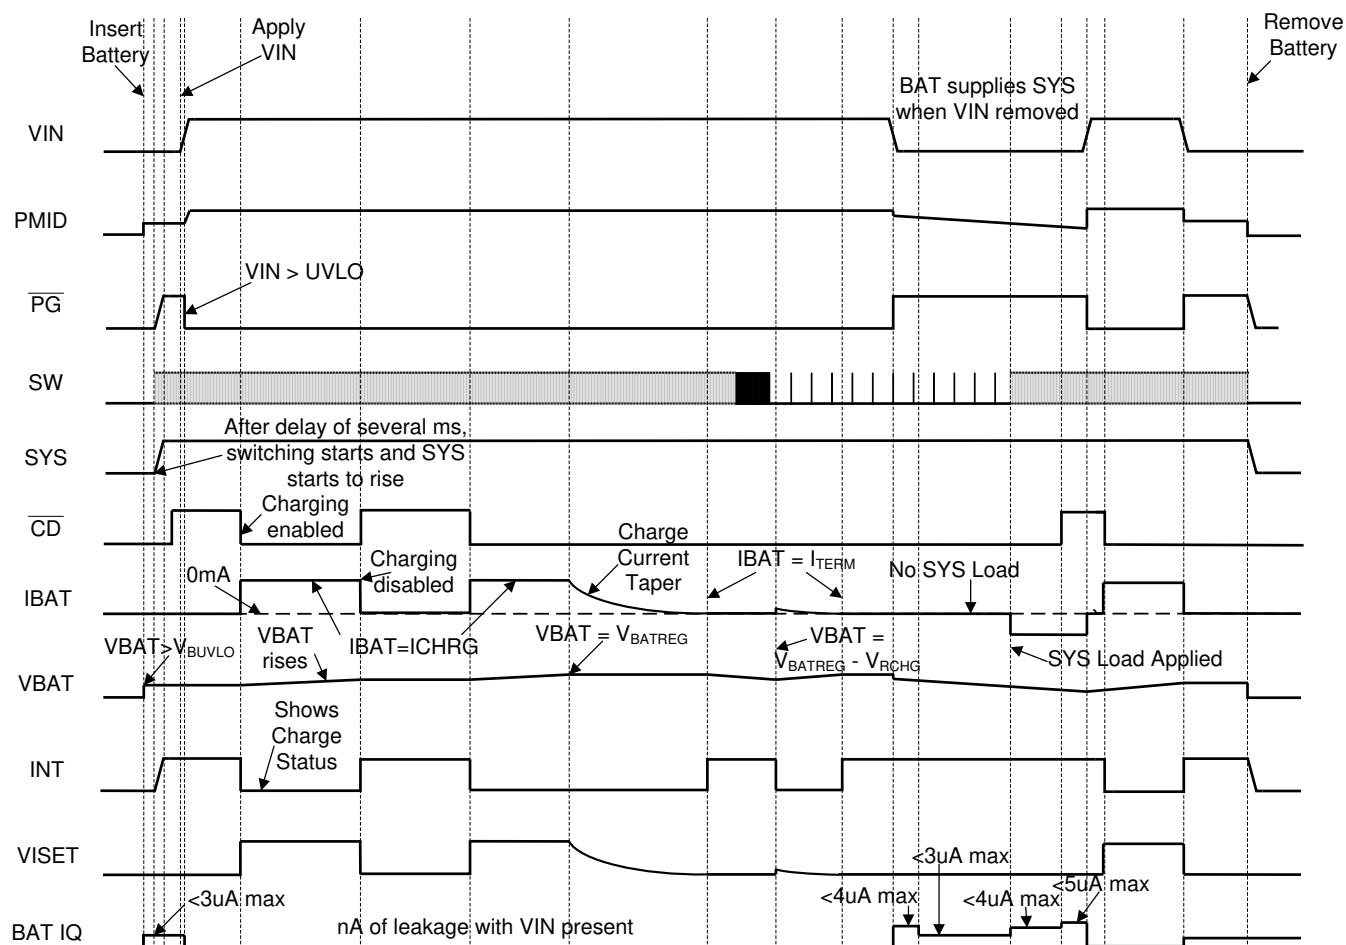 Insert
Battery
Apply
VIN
Remove
Battery
BAT supplies SYS
when VIN removed
VIN
PMID
VIN > UVLO
PG
SW
After delay of several ms,
switching starts and SYS
starts to rise
SYS
Charging
enabled
CD
Charge
Current
Taper
Charging
disabled
IBAT = ITERM
No SYS Load
0mA
IBAT
VBAT>VBUVLO
VBAT
rises
IBAT=ICHRG
VBAT = VBATREG
VBAT =
VBATREG - VRCHG
SYS Load Applied
VBAT
Shows
Charge
Status
INT
VISET
<3uA max
<3uA max
<4uA max
<4uA max
<5uA max
nA of leakage with VIN present
BAT IQ